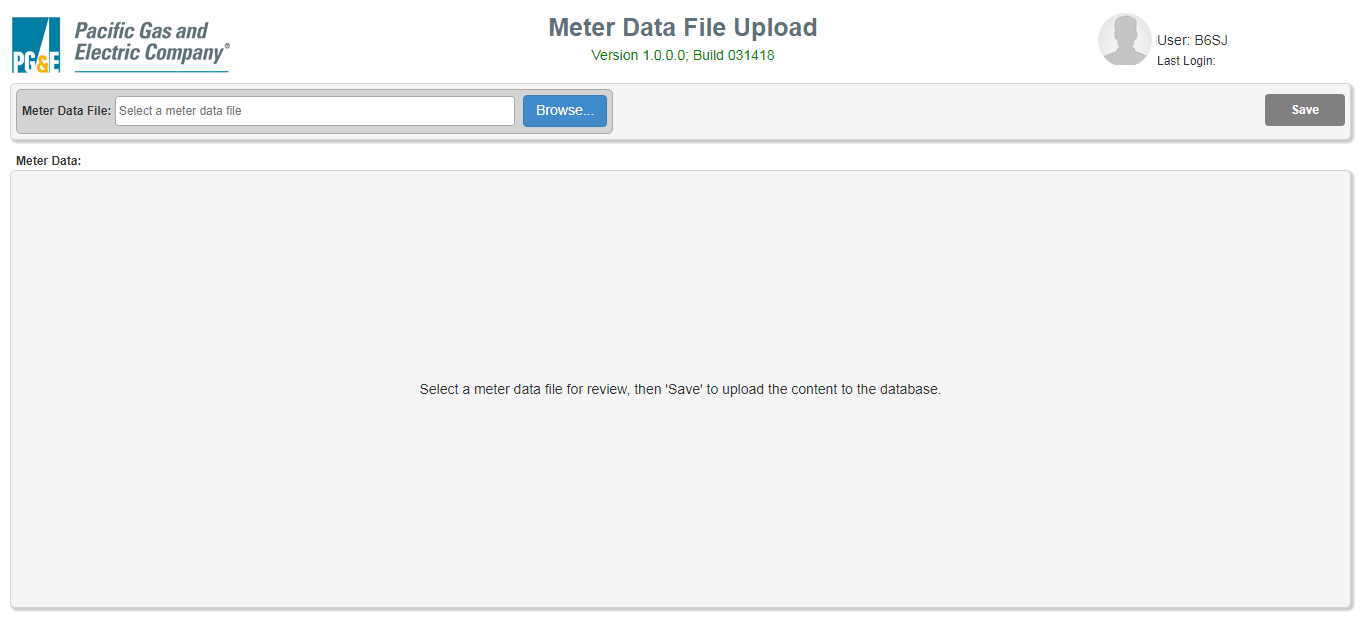 PG&E
Pacific Gas and
Electric Company®
Meter Data File Upload
Version 1.0.0.0; Build 031418
User: B6SJ
Last Login:
Meter Data File: Select a meter data file Browse... Save
Meter Data:
Select a meter data file for review, then 'Save' to upload the content to the database.